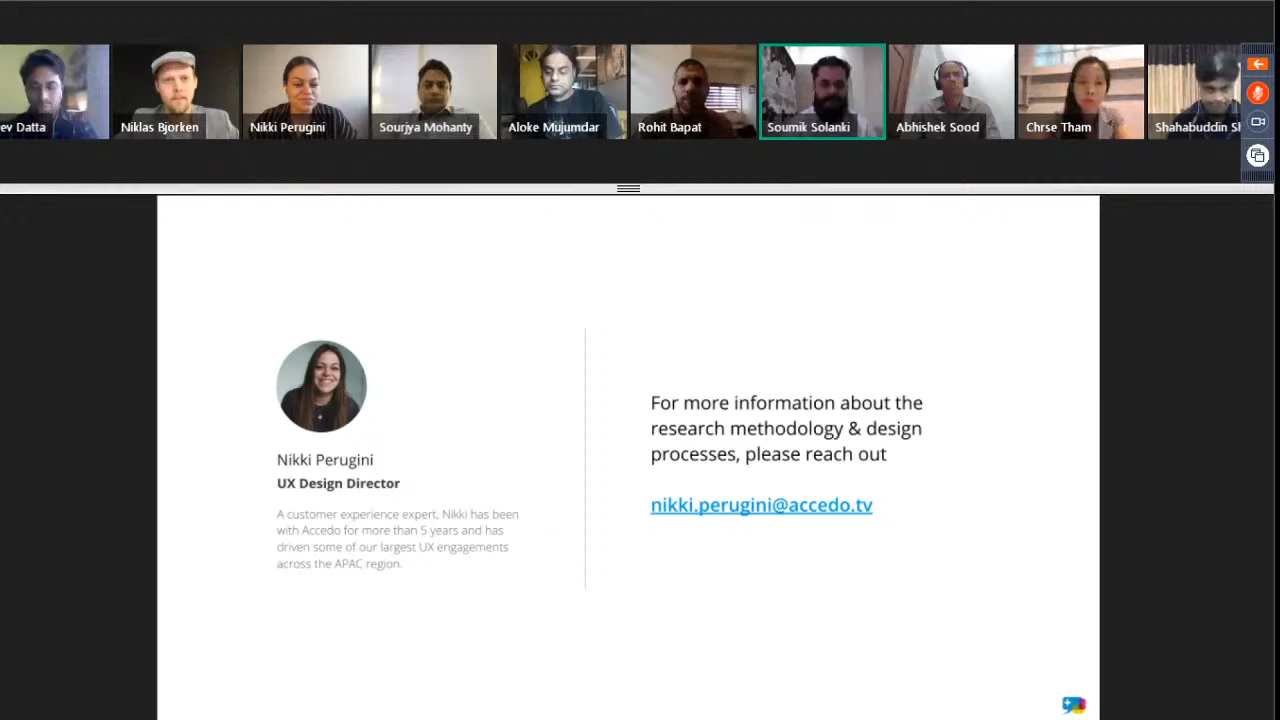 ev Datta
Niklas Bjorken
Nikki Perugini
Sourjya Mohanty
Aloke Mujumdar
Rohit Bapat
Soumik Solanki
Abhishek Sood
Chrse Tham
Shahabuddin Sh
Nikki Perugini
UX Design Director
A customer experience expert, Nikki has been
with Accedo for more than 5 years and has
driven some of our largest UX engagements
across the APAC region.
For more information about the
research methodology & design
processes, please reach out
nikki.perugini@accedo.tv